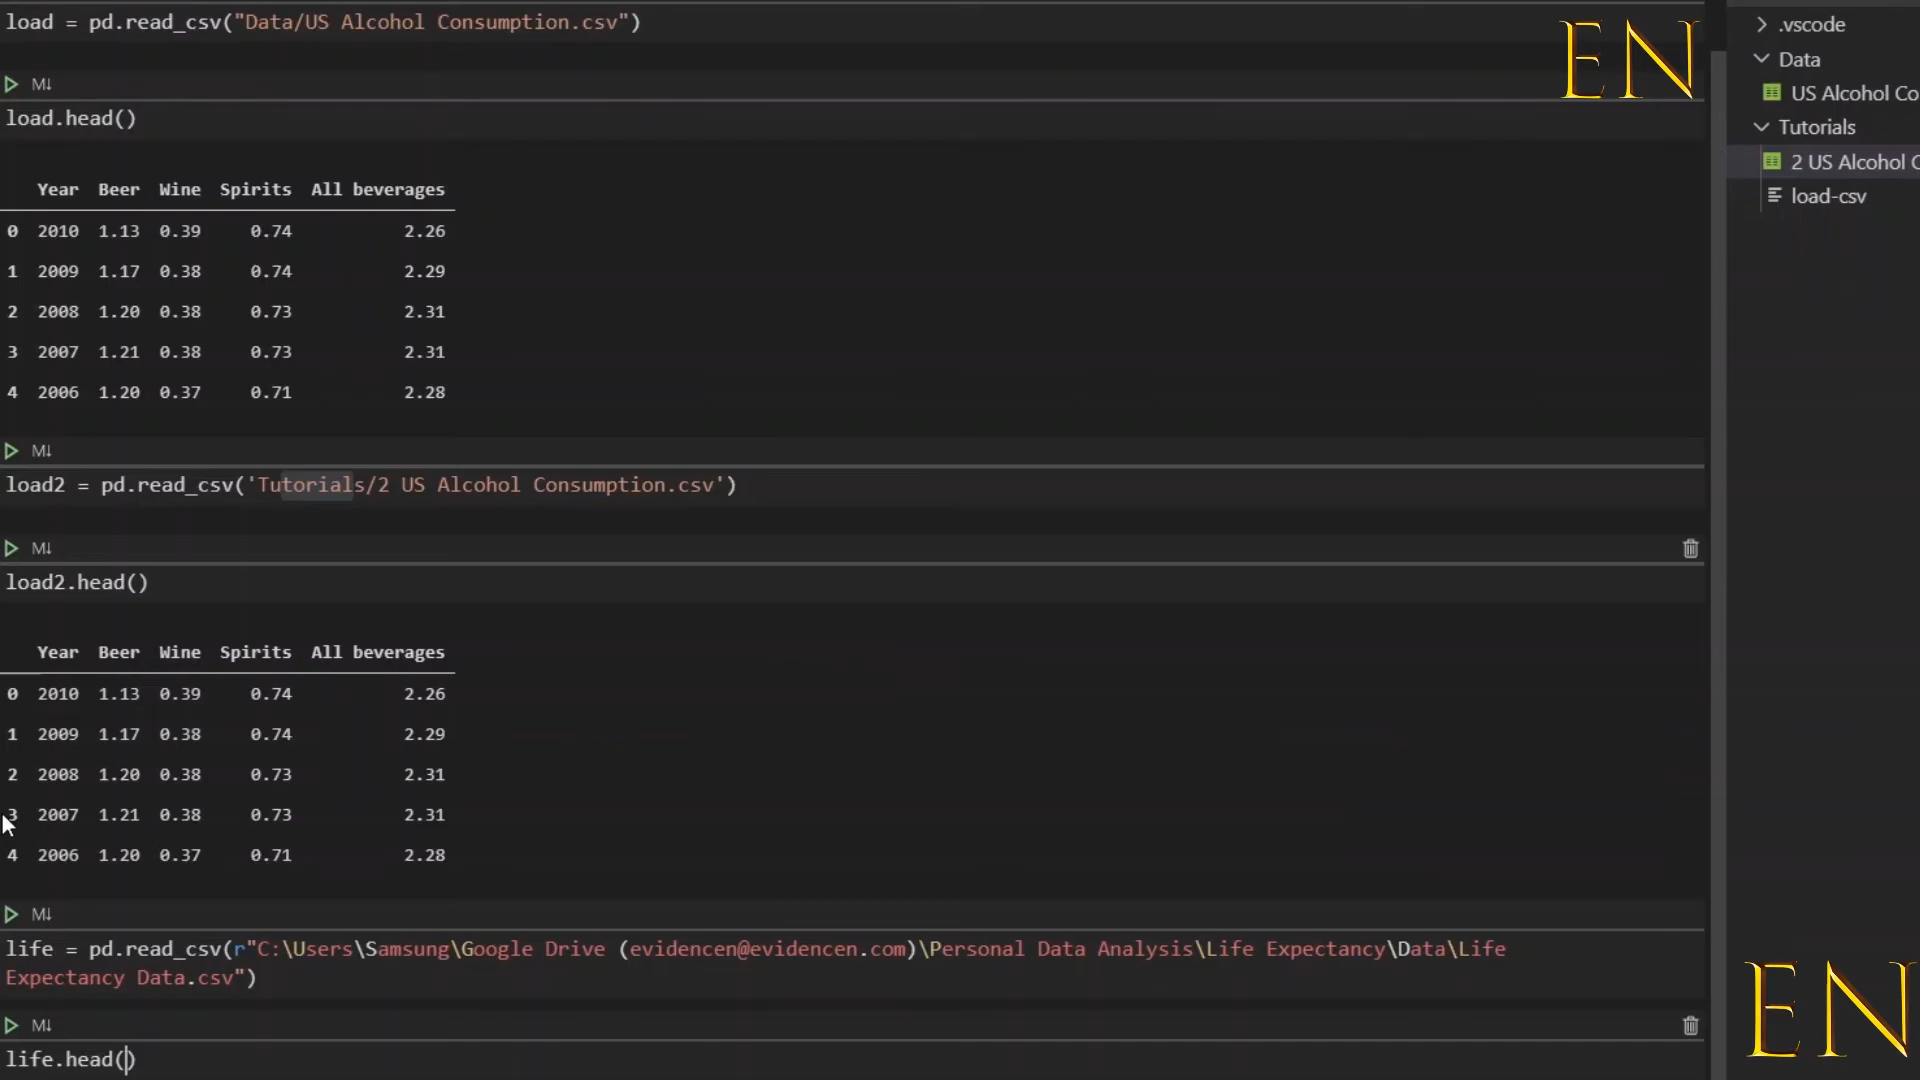 load = pd.read_csv("Data/US Alcohol Consumption.csv")
EN
M↓
load.head()
Year Beer Wine Spirits All beverages
0 2010 1.13 0.39 0.74 2.26
1 2009 1.17 0.38 0.74 2.29
2 2008 1.20 0.38 0.73 2.31
3 2007 1.21 0.38 0.73 2.31
4 2006 1.20 0.37 0.71 2.28
M↓
load2 = pd.read_csv('Tutorials/2 US Alcohol Consumption.csv')
M↓
load2.head()
Year Beer Wine Spirits All beverages
0 2010 1.13 0.39 0.74 2.26
1 2009 1.17 0.38 0.74 2.29
2 2008 1.20 0.38 0.73 2.31
3 2007 1.21 0.38 0.73 2.31
4 2006 1.20 0.37 0.71 2.28
M↓
life = pd.read_csv(r"C:\Users\Samsung\Google Drive (evidencen@evidencen.com)\Personal Data Analysis\Life Expectancy\Data\Life
Expectancy Data.csv")
M↓
life.head()
.vscode
Data
US Alcohol Co
Tutorials
2 US Alcohol C
load-csv
EN